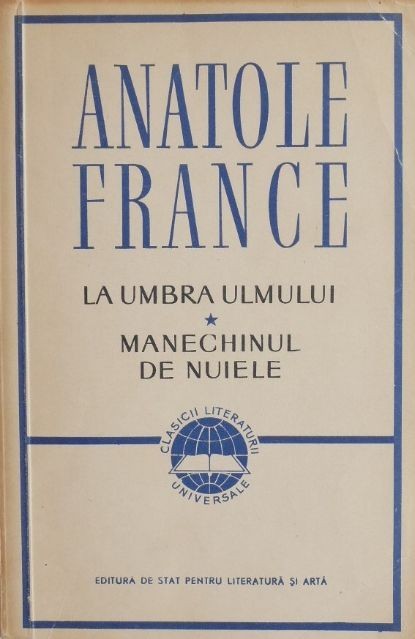 ANATOLE
FRANCE
LA UMBRA ULMULUI
★
MANECHINUL
DE NUIELE
CLASICII LITERATURII
UNIVERSALE
EDITURA DE STAT PENTRU LITERATURĂ ȘI ARTĂ